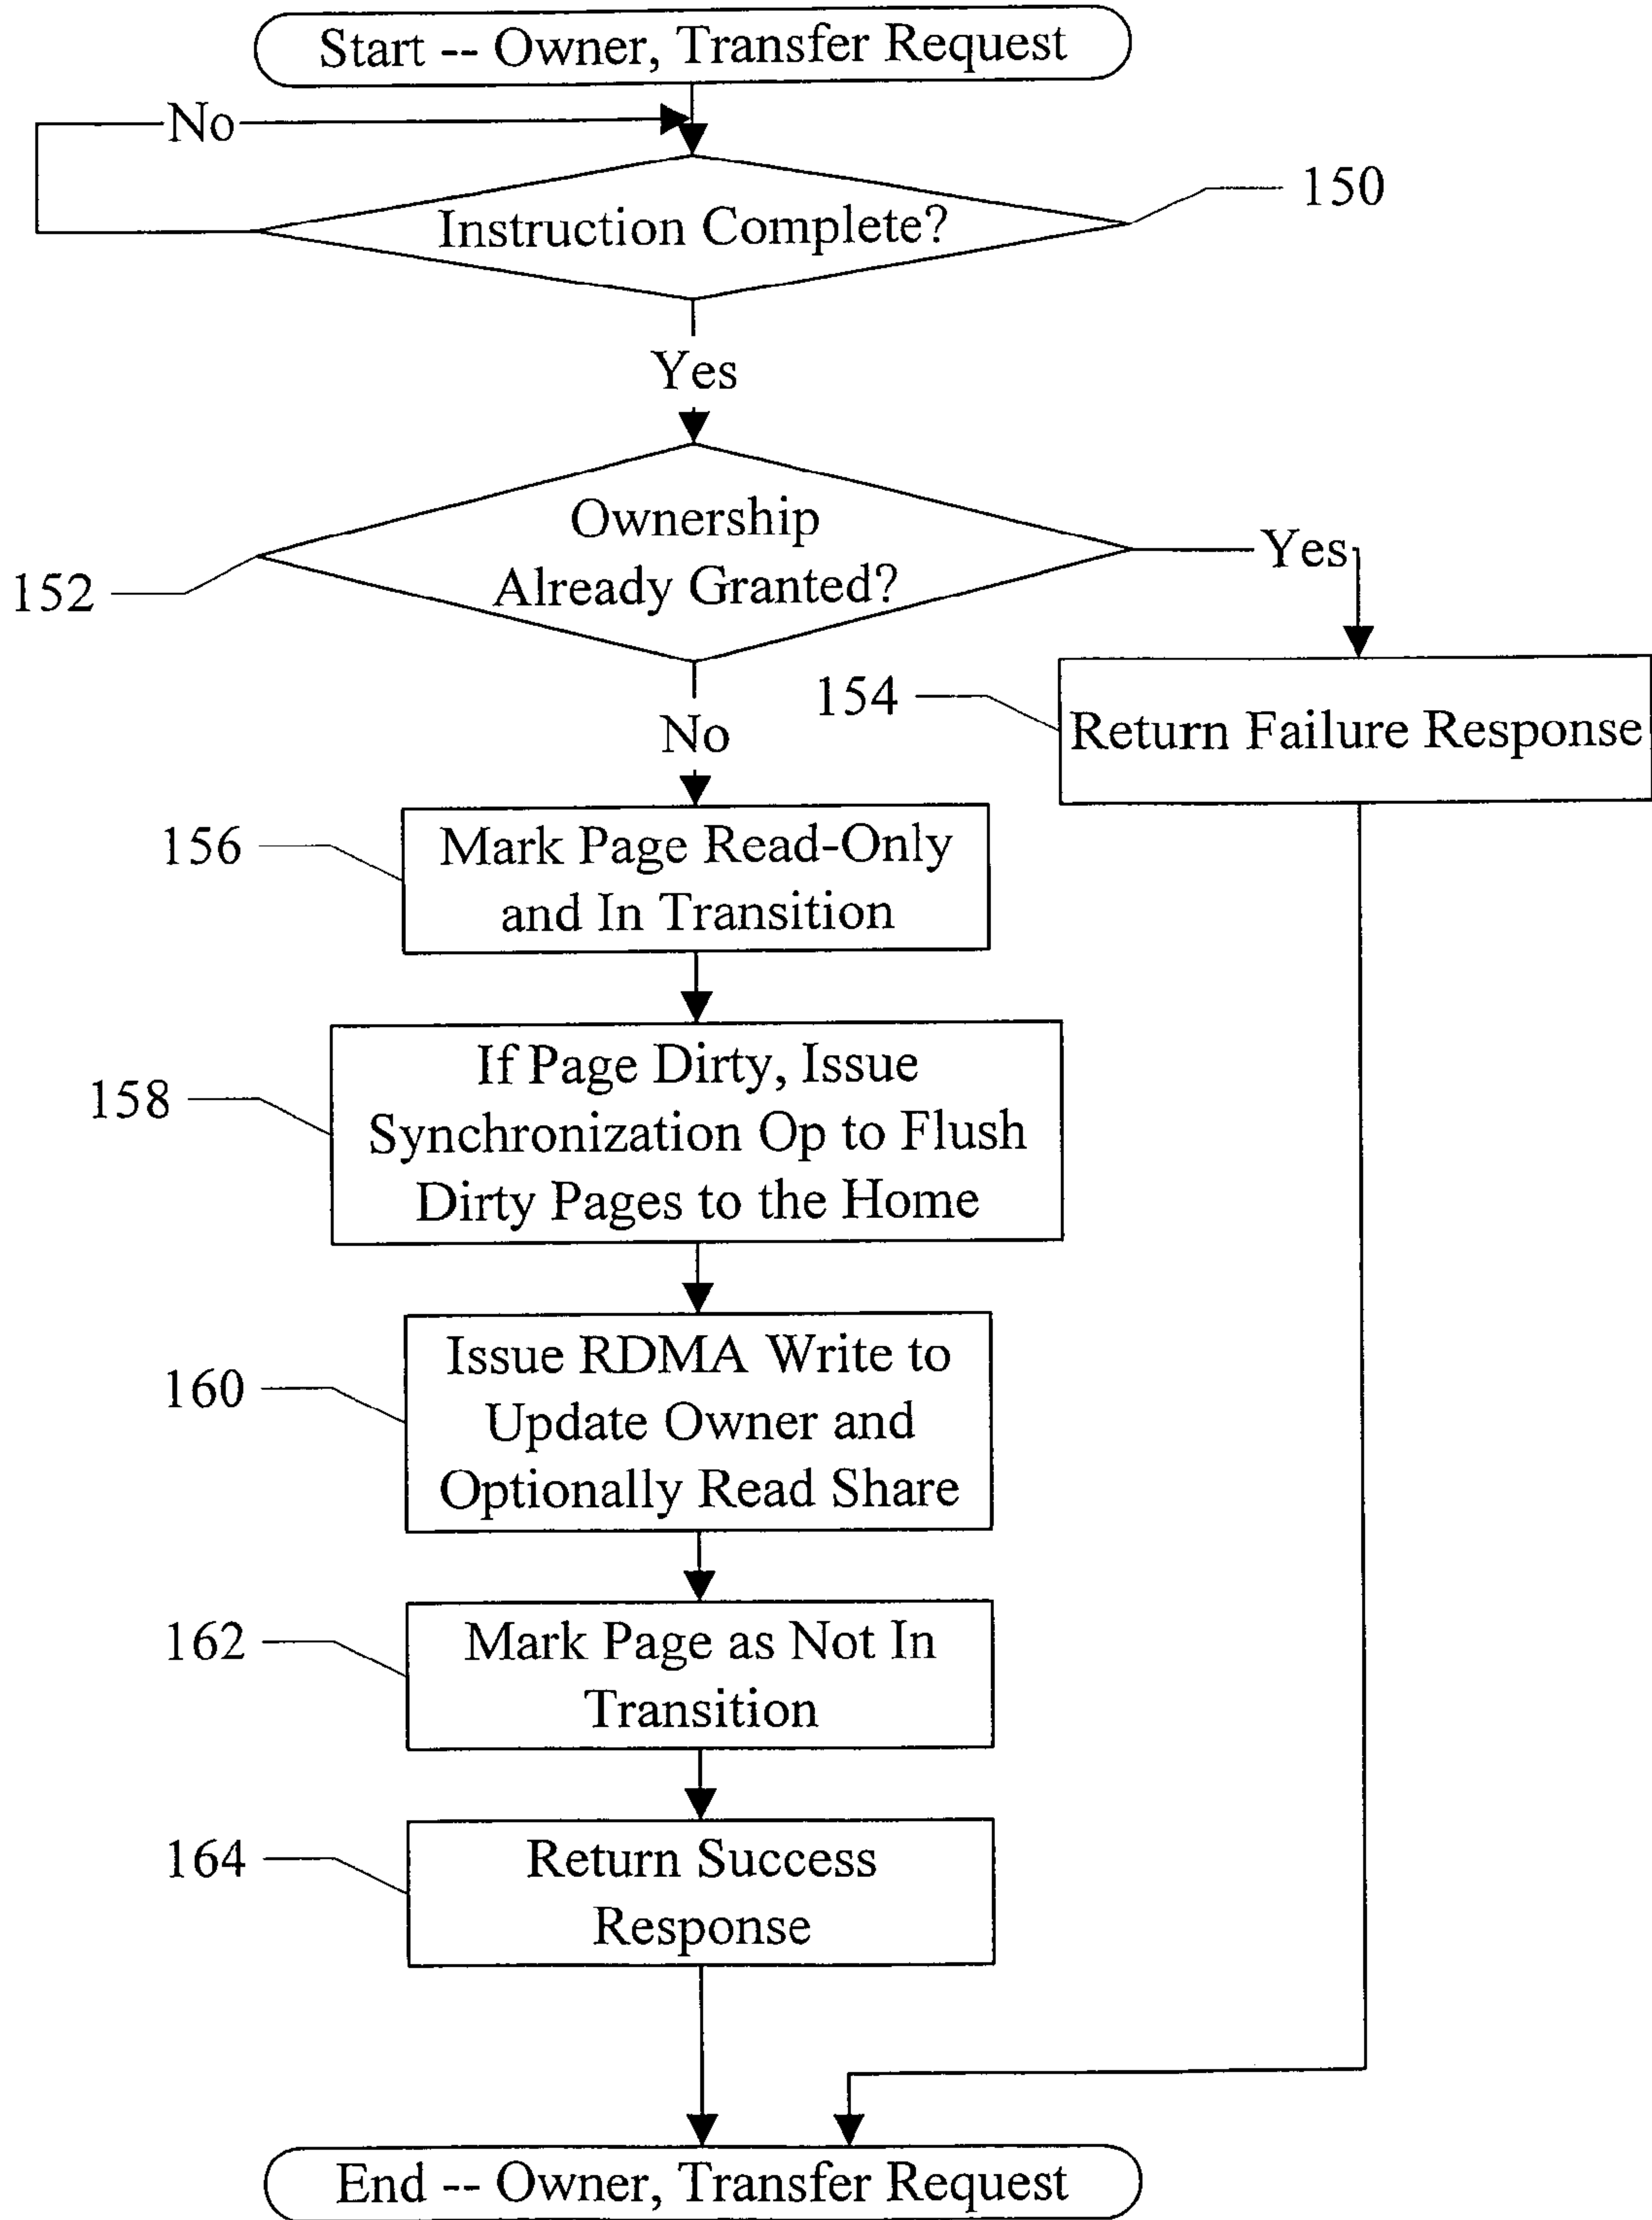 Start -- Owner, Transfer Request
No
150
Instruction Complete?
Yes
Ownership
Already Granted?
Yes
152
No
154
Return Failure Response
156
Mark Page Read-Only
and In Transition
158
If Page Dirty, Issue
Synchronization Op to Flush
Dirty Pages to the Home
160
Issue RDMA Write to
Update Owner and
Optionally Read Share
162
Mark Page as Not In
Transition
164
Return Success
Response
End -- Owner, Transfer Request